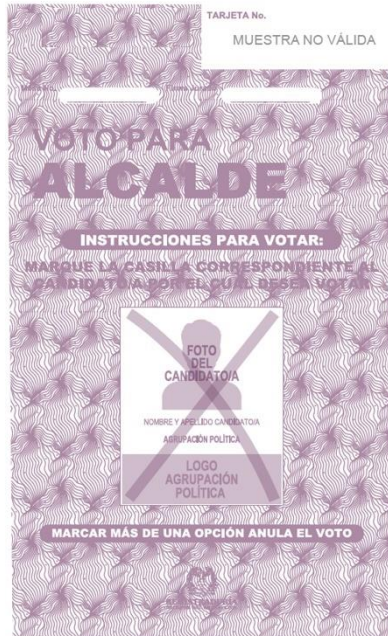 TARJETA No.
MUESTRA NO VÁLIDA
VOTO PARA
ALCALDE
INSTRUCCIONES PARA VOTAR:
MARQUE LA CASILLA CORRESPONDIENTE AL
CANDIDATO/A POR EL CUAL DESEA VOTAR
FOTO
DEL
CANDIDATO/A
NOMBRE Y APELLIDO CANDIDATO/A
AGRUPACIÓN POLÍTICA
LOGO
AGRUPACIÓN
POLÍTICA
MARCAR MÁS DE UNA OPCIÓN ANULA EL VOTO
REGISTRADURÍA